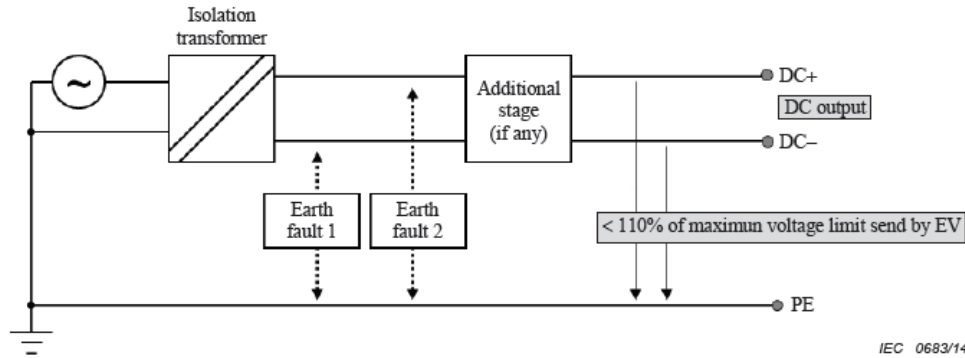 Isolation
transformer
~
Additional
stage
(if any)
DC+
DC output
DC–
Earth
fault 1
Earth
fault 2
< 110% of maximun voltage limit send by EV
PE
IEC 0683/14